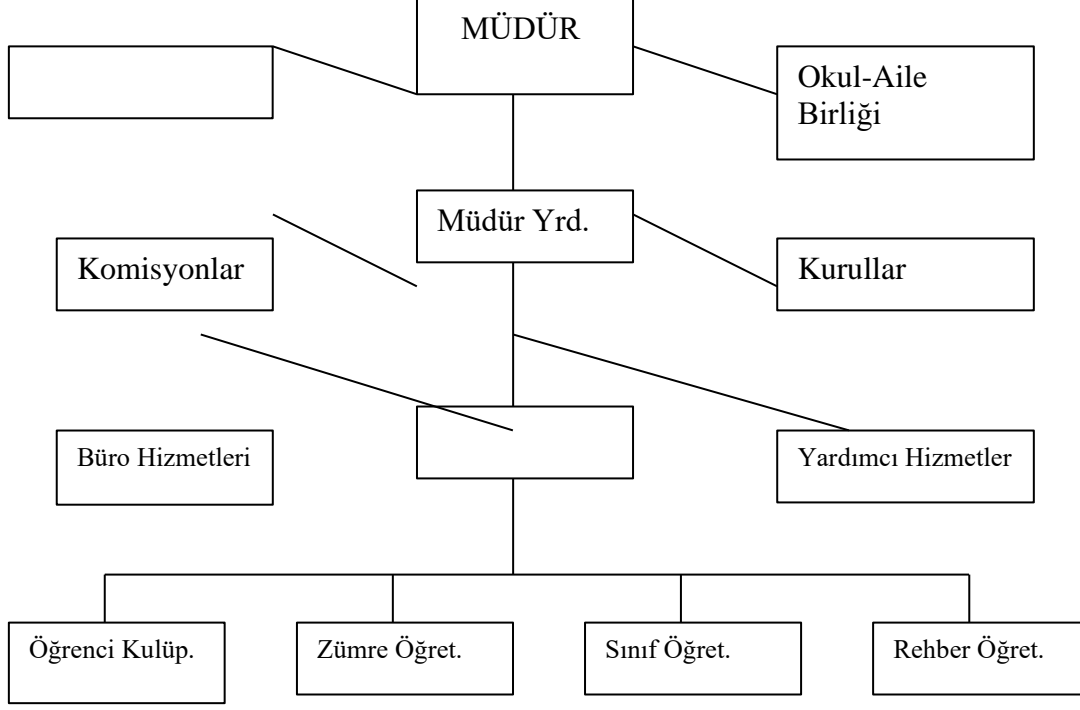 MÜDÜR
Okul-Aile
Birliği
Müdür Yrd.
Komisyonlar
Kurullar
Büro Hizmetleri
Yardımcı Hizmetler
Öğrenci Kulüp.
Zümre Öğret.
Sınıf Öğret.
Rehber Öğret.